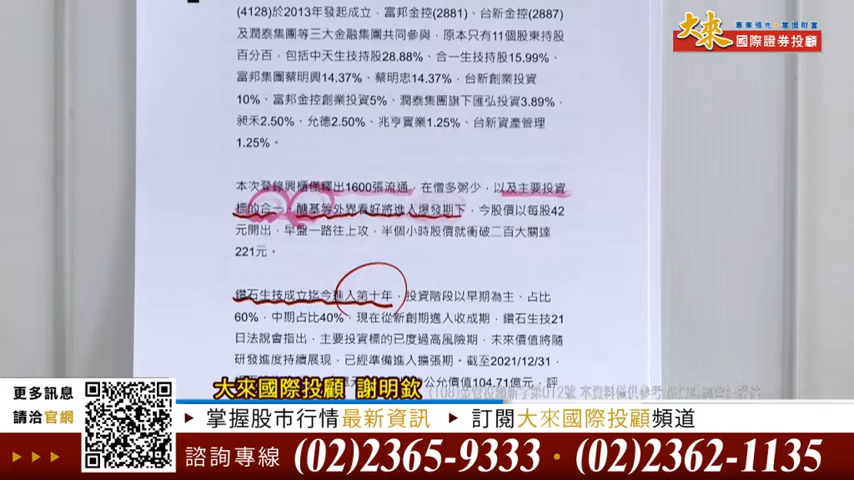 (4128)於2013年發起成立，富邦金控(2881)、台新金控(2887)
及潤泰集團等三大金融集團共同參與，原本只有11個股東持股
百分百，包括中天生技持股28.88%、合一生技持股15.99%、
富邦集團蔡明興14.37%、蔡明忠14.37%，台新創業投資
10%、富邦金控創業投資5%、潤泰集團旗下匯弘投資3.89%，
昶禾2.50%、允德2.50%、兆亨實業1.25%、台新資產管理
1.25%。
本次登錄興櫃僅釋出1600張流通，在僧多粥少，以及主要投資
標的合一、醣基等外界看好將進入爆發期下，今股價以每股42
元開出，早盤一路往上攻，半個小時股價就衝破二百大關達
221元。
鑽石生技成立迄今進入第十年，投資階段以早期為主、占比
60%，中期占比40%，現在從新創期邁入收成期，鑽石生技21
日法說會指出，主要投資標的已度過高風險期，未來價值將隨
研發進度持續展現，已經準備進入擴張期。截至2021/12/31，
公允價值104.71億元，評
大來
專業領先・掌握財富
國際證券投顧
大來國際投顧 謝明欽
更多訊息
請洽官網
掌握股市行情最新資訊
訂閱大來國際投顧頻道
諮詢專線 (02)2365-9333・(02)2362-1135